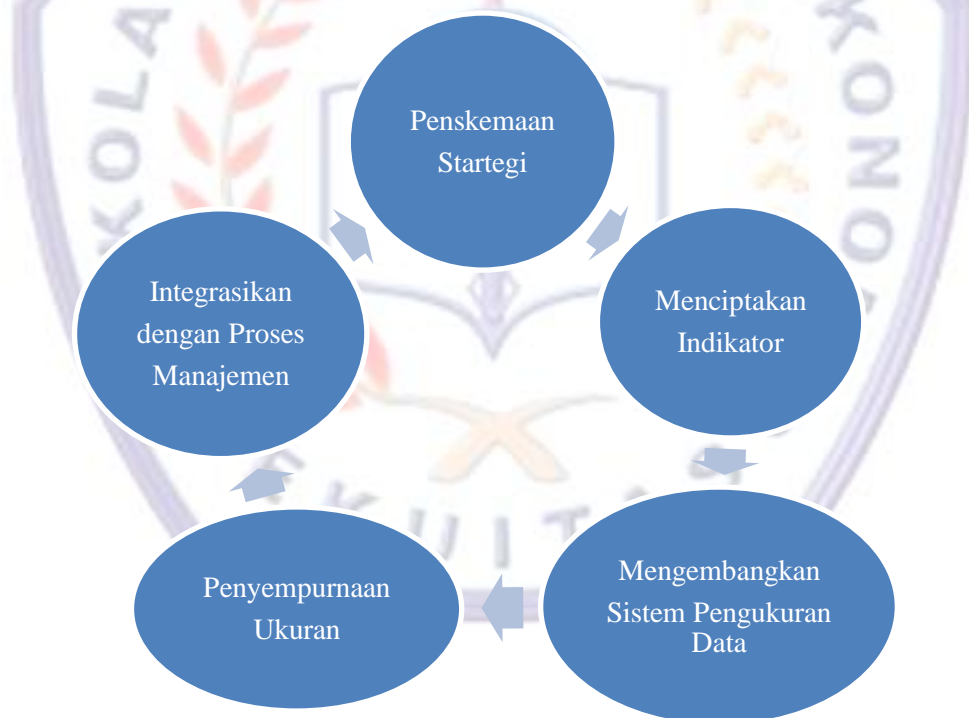 Penskemaan
Startegi
Menciptakan
Indikator
Mengembangkan
Sistem Pengukuran
Data
Penyempurnaan
Ukuran
Integrasikan
dengan Proses
Manajemen